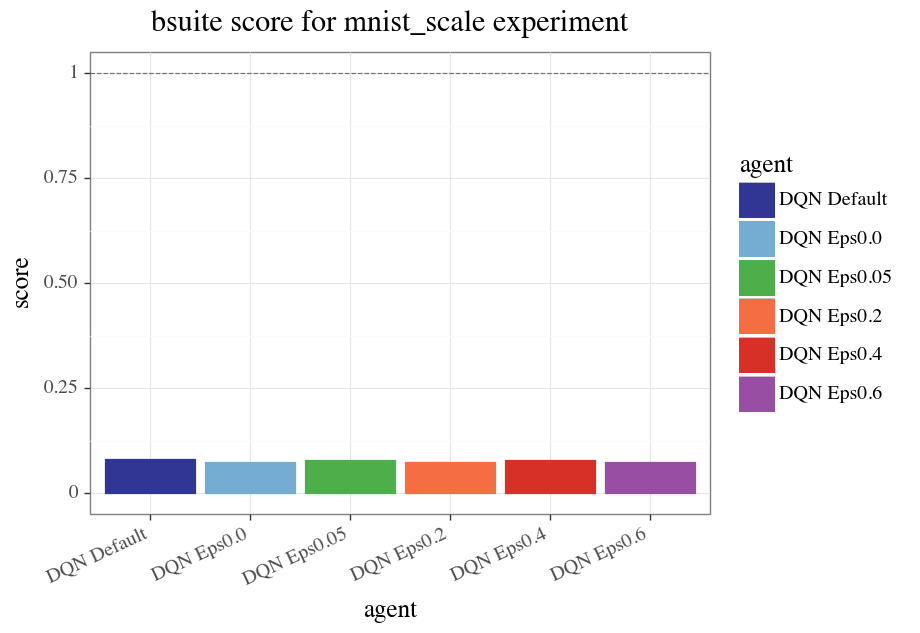 bsuite score for mnist_scale experiment
1
0.75
0.50
0.25
0
score
DQN Default
DQN Eps0.0
DQN Eps0.05
DQN Eps0.2
DQN Eps0.4
DQN Eps0.6
agent
agent
DQN Default
DQN Eps0.0
DQN Eps0.05
DQN Eps0.2
DQN Eps0.4
DQN Eps0.6